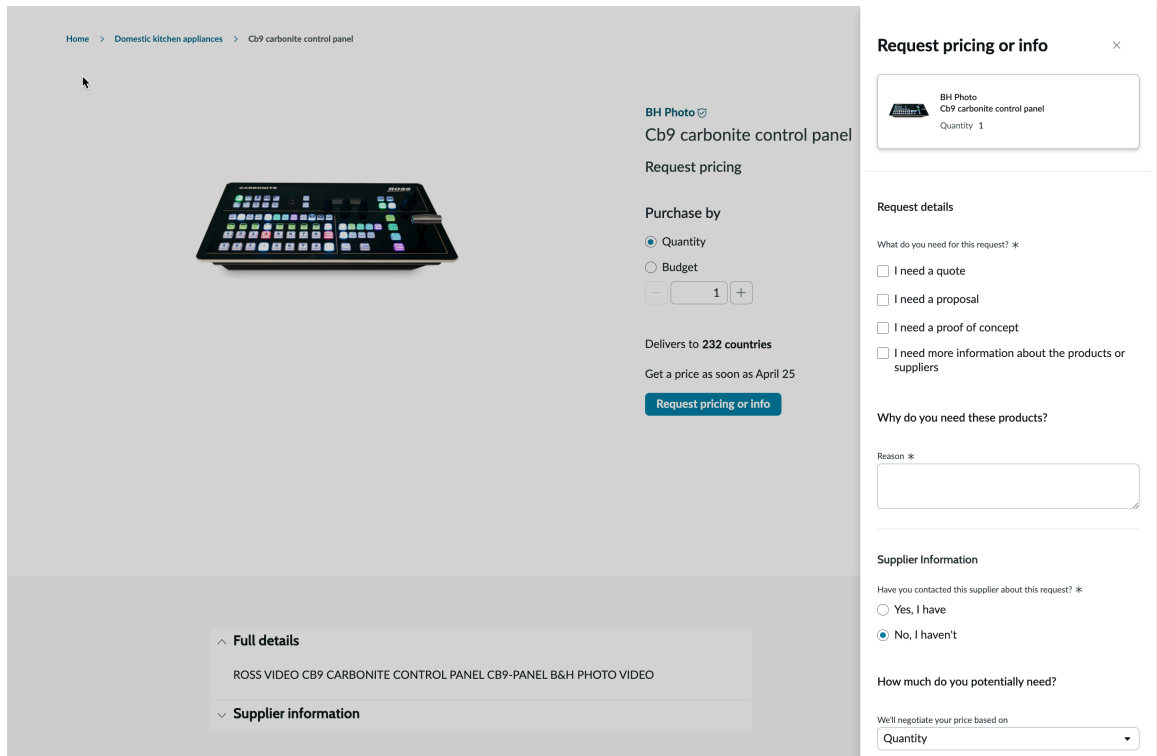 Home > Domestic kitchen appliances > Cb9 carbonite control panel
CARBONITE
ROSS
BH Photo
Cb9 carbonite control panel
Request pricing
Purchase by
Quantity
Budget
1
Delivers to 232 countries
Get a price as soon as April 25
Request pricing or info
Full details
ROSS VIDEO CB9 CARBONITE CONTROL PANEL CB9-PANEL B&H PHOTO VIDEO
Supplier information
Request pricing or info
BH Photo
Cb9 carbonite control panel
Quantity 1
Request details
What do you need for this request? *
I need a quote
I need a proposal
I need a proof of concept
I need more information about the products or
suppliers
Why do you need these products?
Reason *
Supplier Information
Have you contacted this supplier about this request? *
Yes, I have
No, I haven't
How much do you potentially need?
We'll negotiate your price based on
Quantity